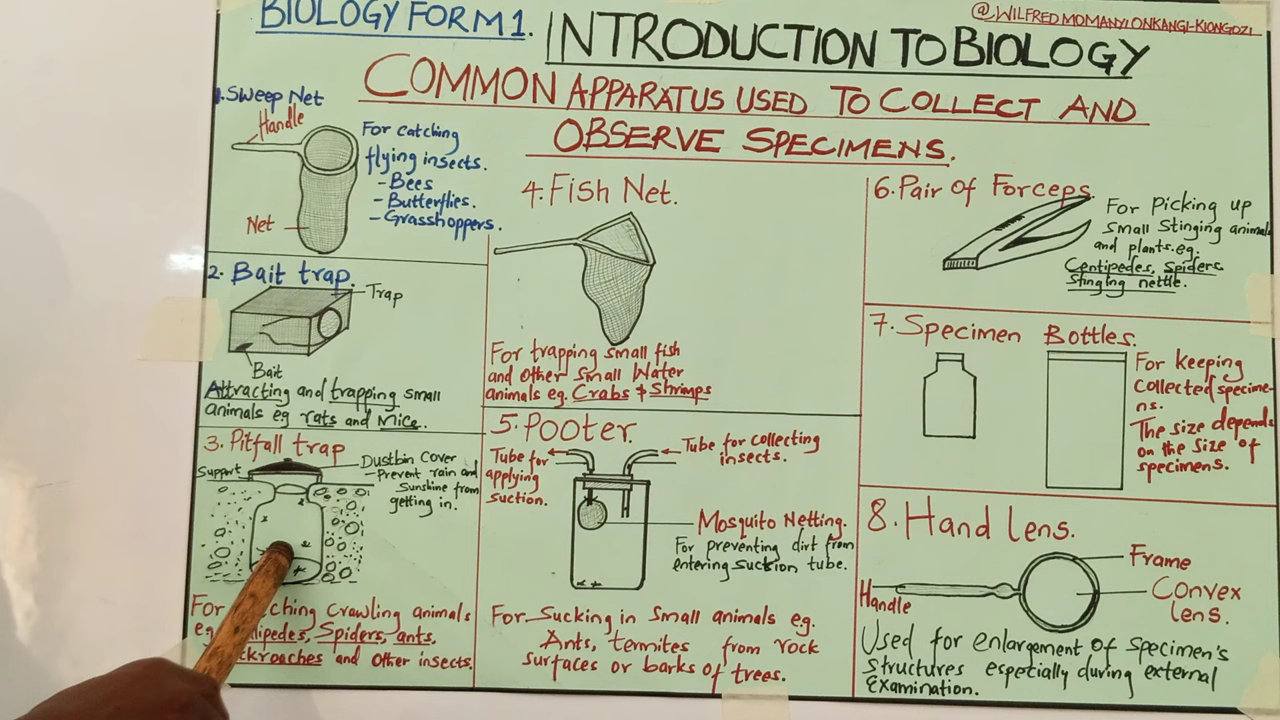 BIOLOGY FORM 1.
@WILFREDMOMANYIONKANGI-KIONGOZI
INTRODUCTION TO BIOLOGY
COMMON APPARATUS USED TO COLLECT AND
OBSERVE SPECIMENS.
1. Sweep Net
Handle
Net
For catching
flying insects.
- Bees
- Butterflies.
- Grasshoppers.
2. Bait trap.
Trap
Bait
Attracting and trapping small
animals eg rats and Mice.
3. Pitfall trap
Support
Dustbin Cover
- Prevent rain and
Sunshine from
getting in.
For Crawling animals
eg. Spiders, ants,
and other insects.
4. Fish Net.
For trapping small fish
and other Small Water
animals eg. Crabs & Shrimps
5. Pooter.
Tube for
applying
suction.
Tube for collecting
insects.
Mosquito Netting.
For preventing dirt from
entering suction tube.
For Sucking in Small animals eg.
Ants, termites from rock
surfaces or barks of trees.
6. Pair of Forceps.
For Picking up
Small Stinging animals
and plants. eg.
Centipedes, Spiders,
Stinging nettle.
7. Specimen Bottles.
For keeping
Collected specime-
ns.
The size depends
on the size of
specimens.
8. Hand lens.
Frame
Convex
lens.
Handle
Used for enlargement of specimen's
structures especially during external
examination.